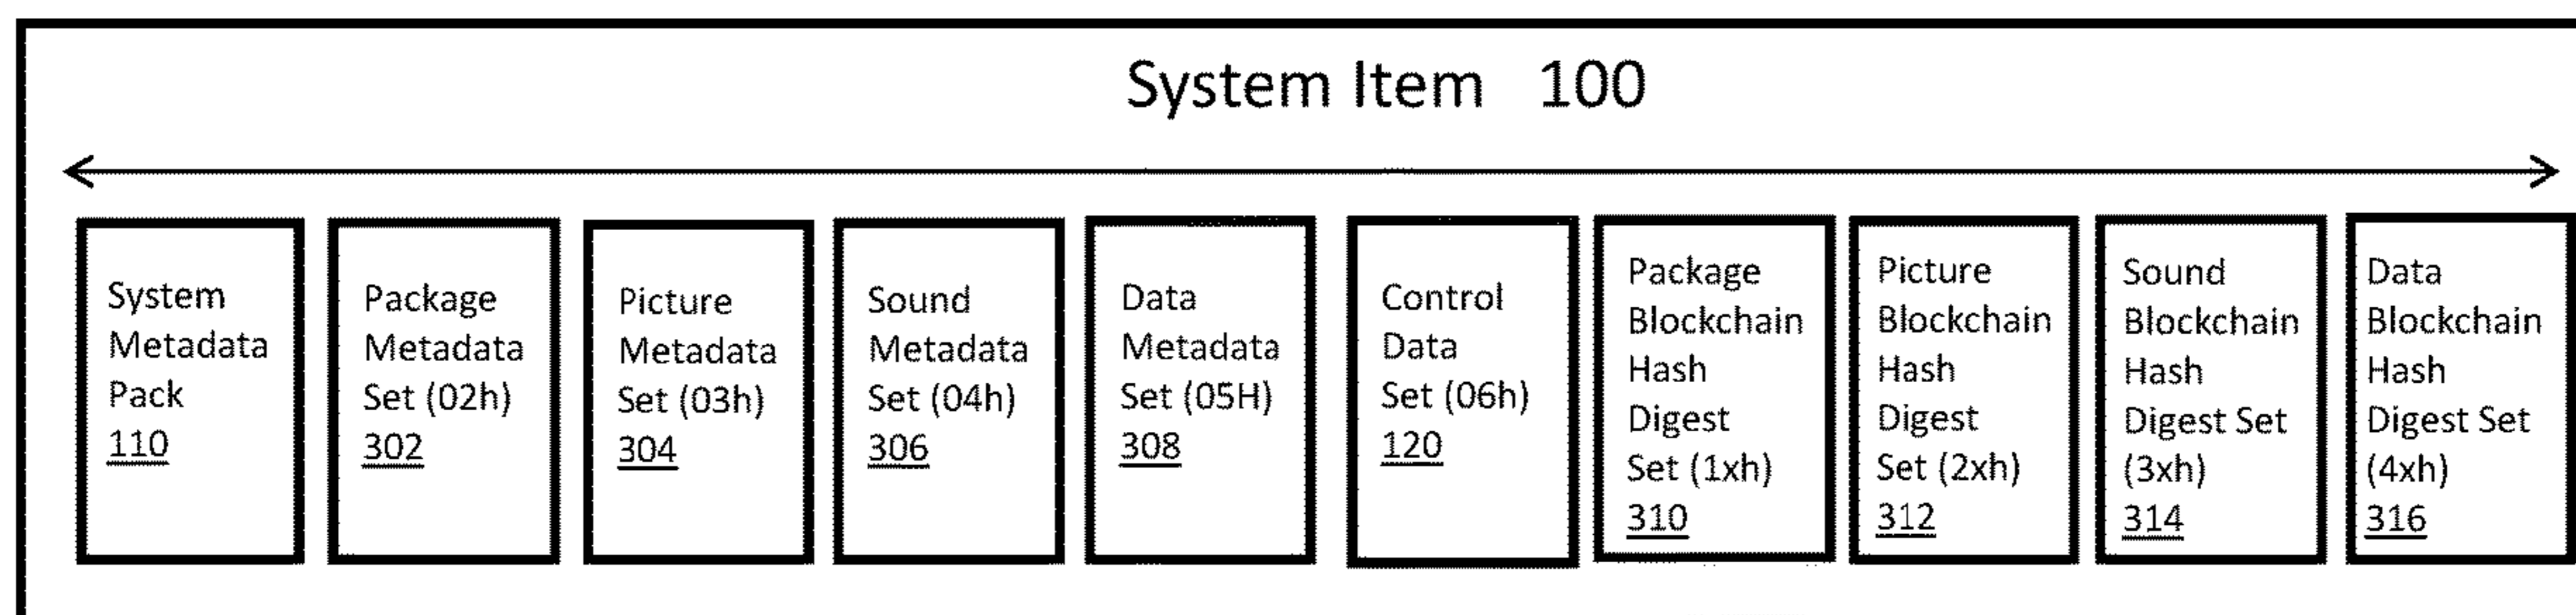 System Item 100
System
Metadata
Pack
110
Package
Metadata
Set (02h)
302
Picture
Metadata
Set (03h)
304
Sound
Metadata
Set (04h)
306
Data
Metadata
Set (05H)
308
Control
Data
Set (06h)
120
Package
Blockchain
Hash
Digest
Set (1xh)
310
Picture
Blockchain
Hash
Digest
Set (2xh)
312
Sound
Blockchain
Hash
Digest Set
(3xh)
314
Data
Blockchain
Hash
Digest Set
(4xh)
316